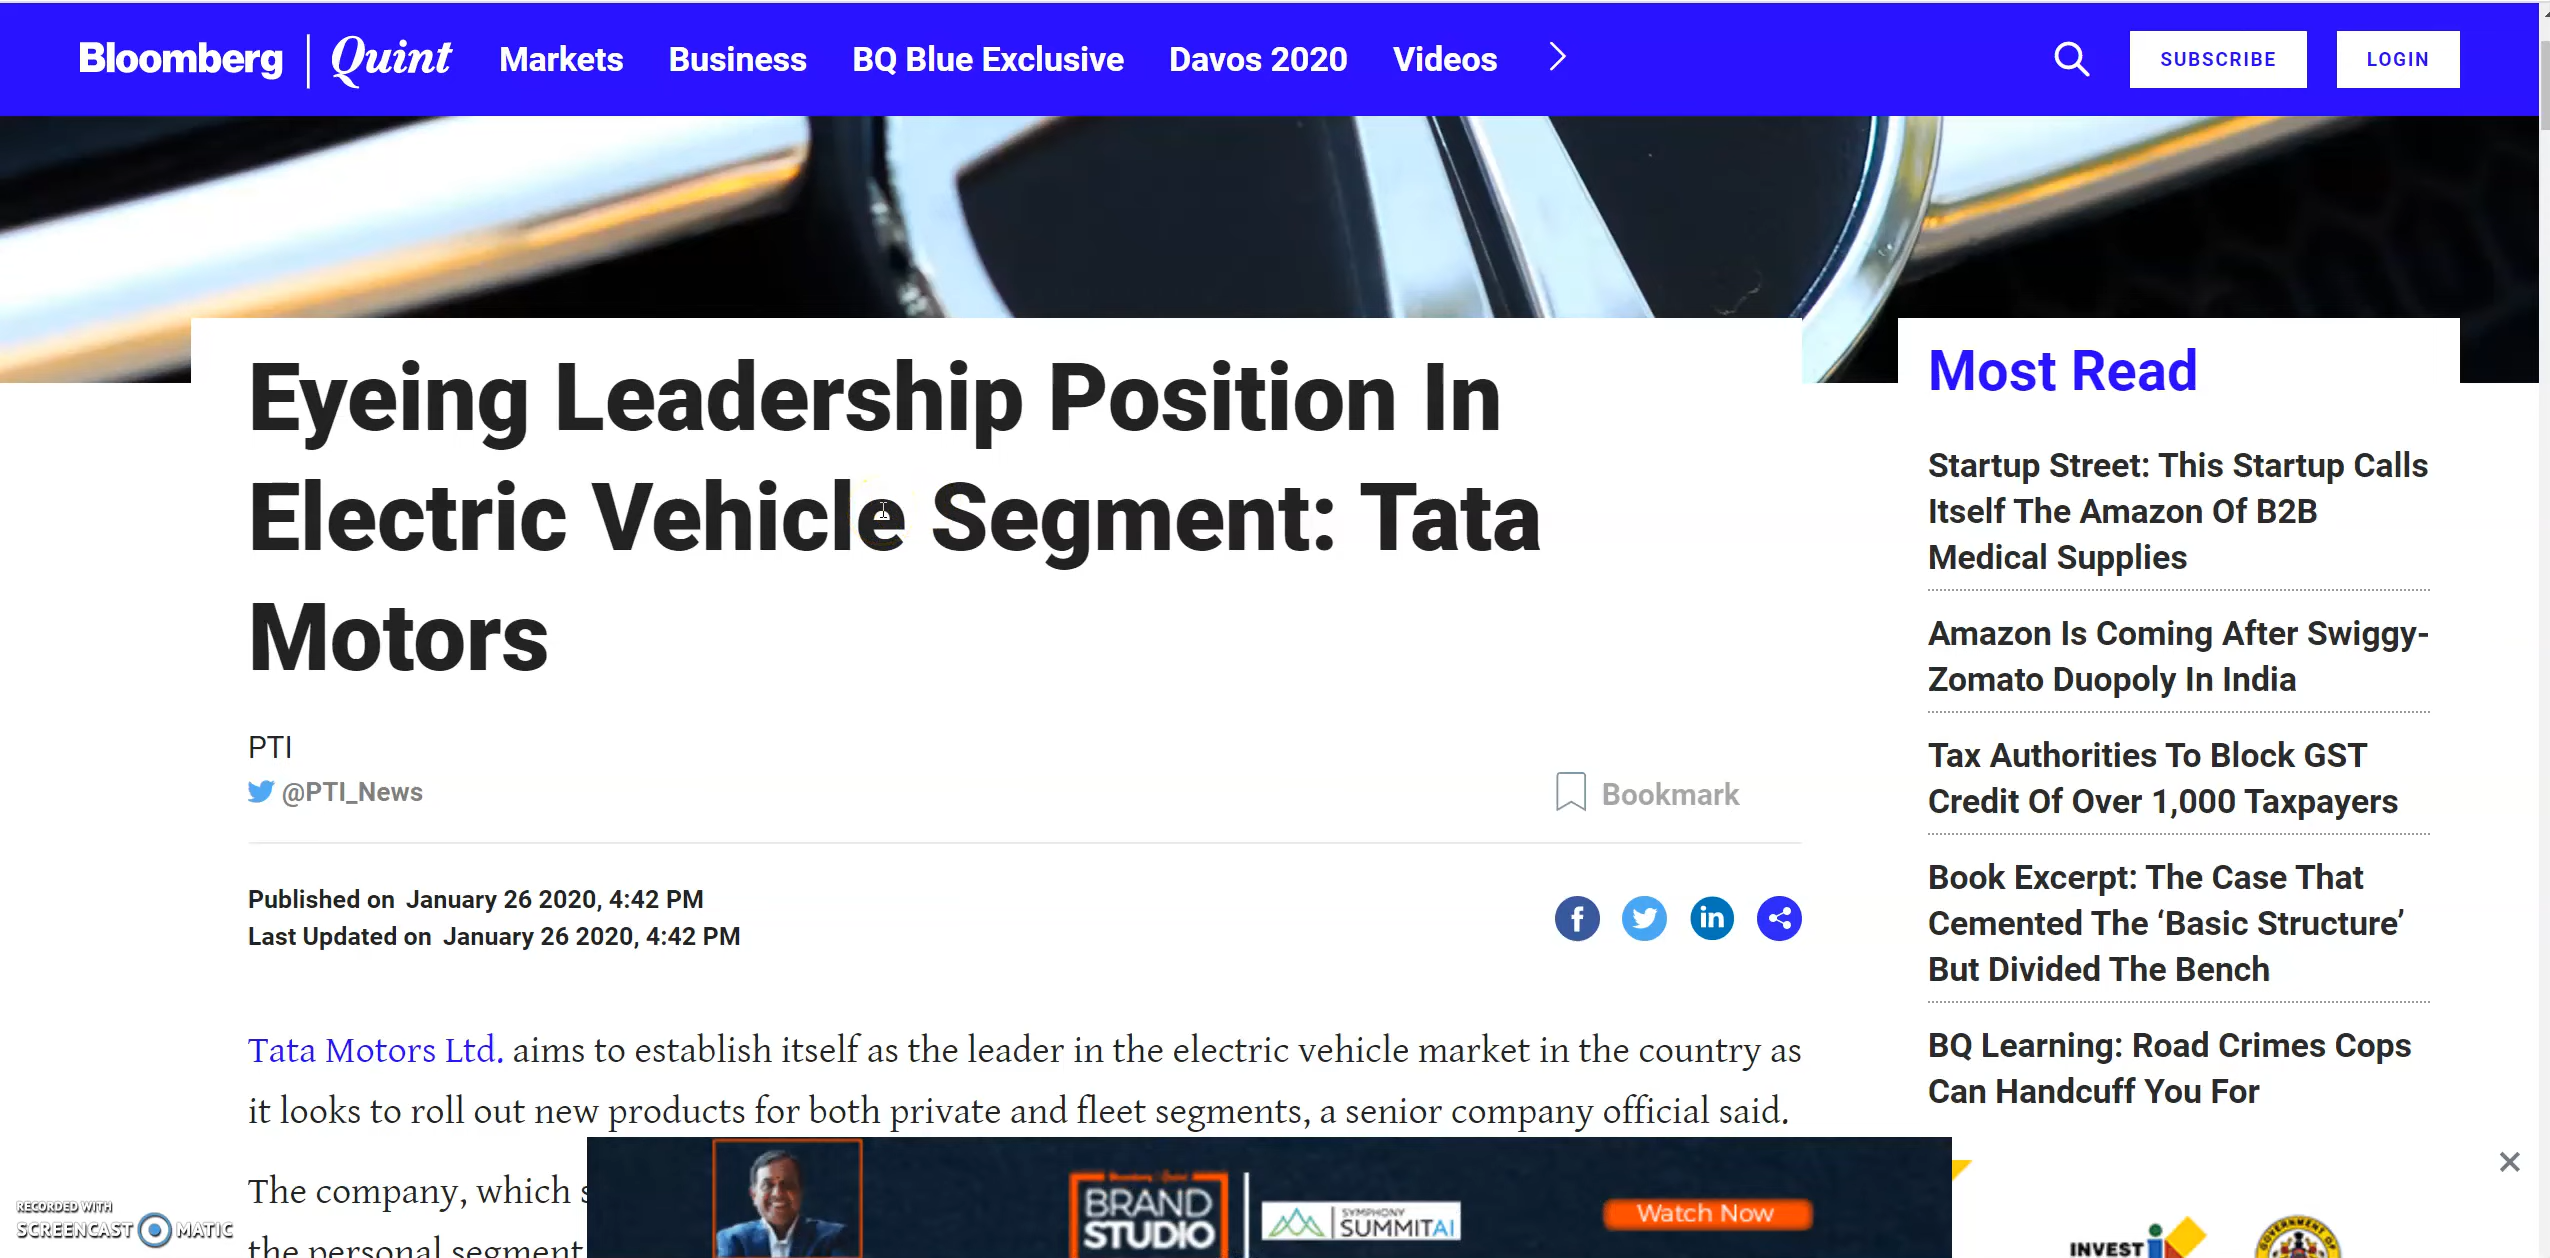 Bloomberg | Quint Markets Business BQ Blue Exclusive Davos 2020 Videos SUBSCRIBE LOGIN
Eyeing Leadership Position In
Electric Vehicle Segment: Tata
Motors
PTI
@PTI_News
Bookmark
Published on January 26 2020, 4:42 PM
Last Updated on January 26 2020, 4:42 PM
Tata Motors Ltd. aims to establish itself as the leader in the electric vehicle market in the country as
it looks to roll out new products for both private and fleet segments, a senior company official said.
The company, which s
the personal segment
Most Read
Startup Street: This Startup Calls
Itself The Amazon Of B2B
Medical Supplies
Amazon Is Coming After Swiggy-
Zomato Duopoly In India
Tax Authorities To Block GST
Credit Of Over 1,000 Taxpayers
Book Excerpt: The Case That
Cemented The ‘Basic Structure’
But Divided The Bench
BQ Learning: Road Crimes Cops
Can Handcuff You For
Bloomberg | Quint
BRAND
STUDIO
SYMPHONY
SUMMITAI
Watch Now
INVEST
GOVERNMENT OF
RECORDED WITH
SCREENCAST MATIC